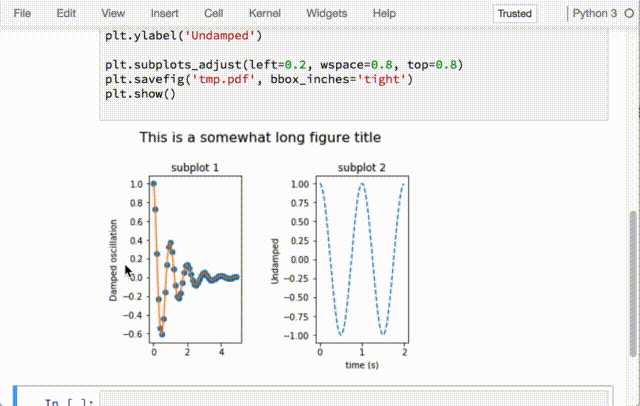 File Edit View Insert Cell Kernel Widgets Help Trusted Python 3
plt.ylabel('Undamped')
plt.subplots_adjust(left=0.2, wspace=0.8, top=0.8)
plt.savefig('tmp.pdf', bbox_inches='tight')
plt.show()
This is a somewhat long figure title
subplot 1
Damped oscillation
1.0
0.8
0.6
0.4
0.2
0.0
−0.2
−0.4
−0.6
0 2 4
subplot 2
Undamped
1.00
0.75
0.50
0.25
0.00
−0.25
−0.50
−0.75
−1.00
0 1 2
time (s)
In [ ]: